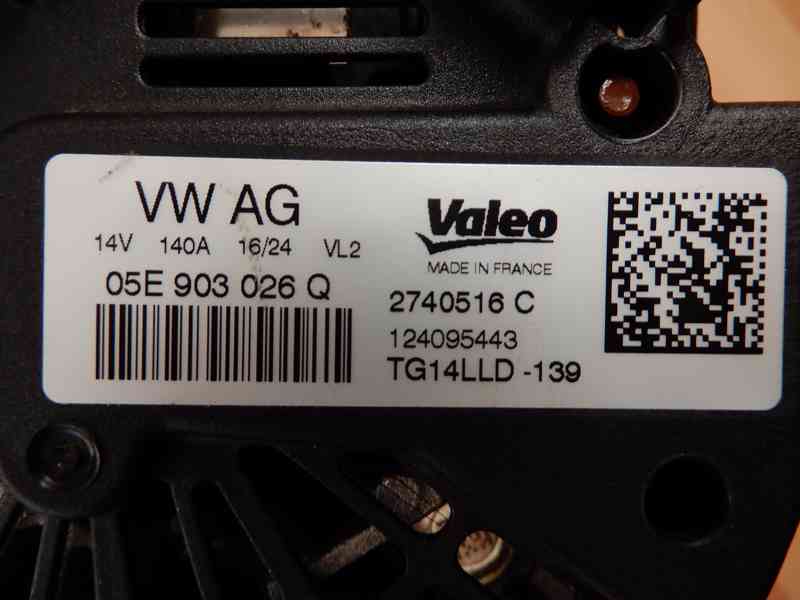 VW AG
14V 140A 16/24 VL2
05E 903 026 Q
Valeo
MADE IN FRANCE
2740516 C
124095443
TG14LLD -139